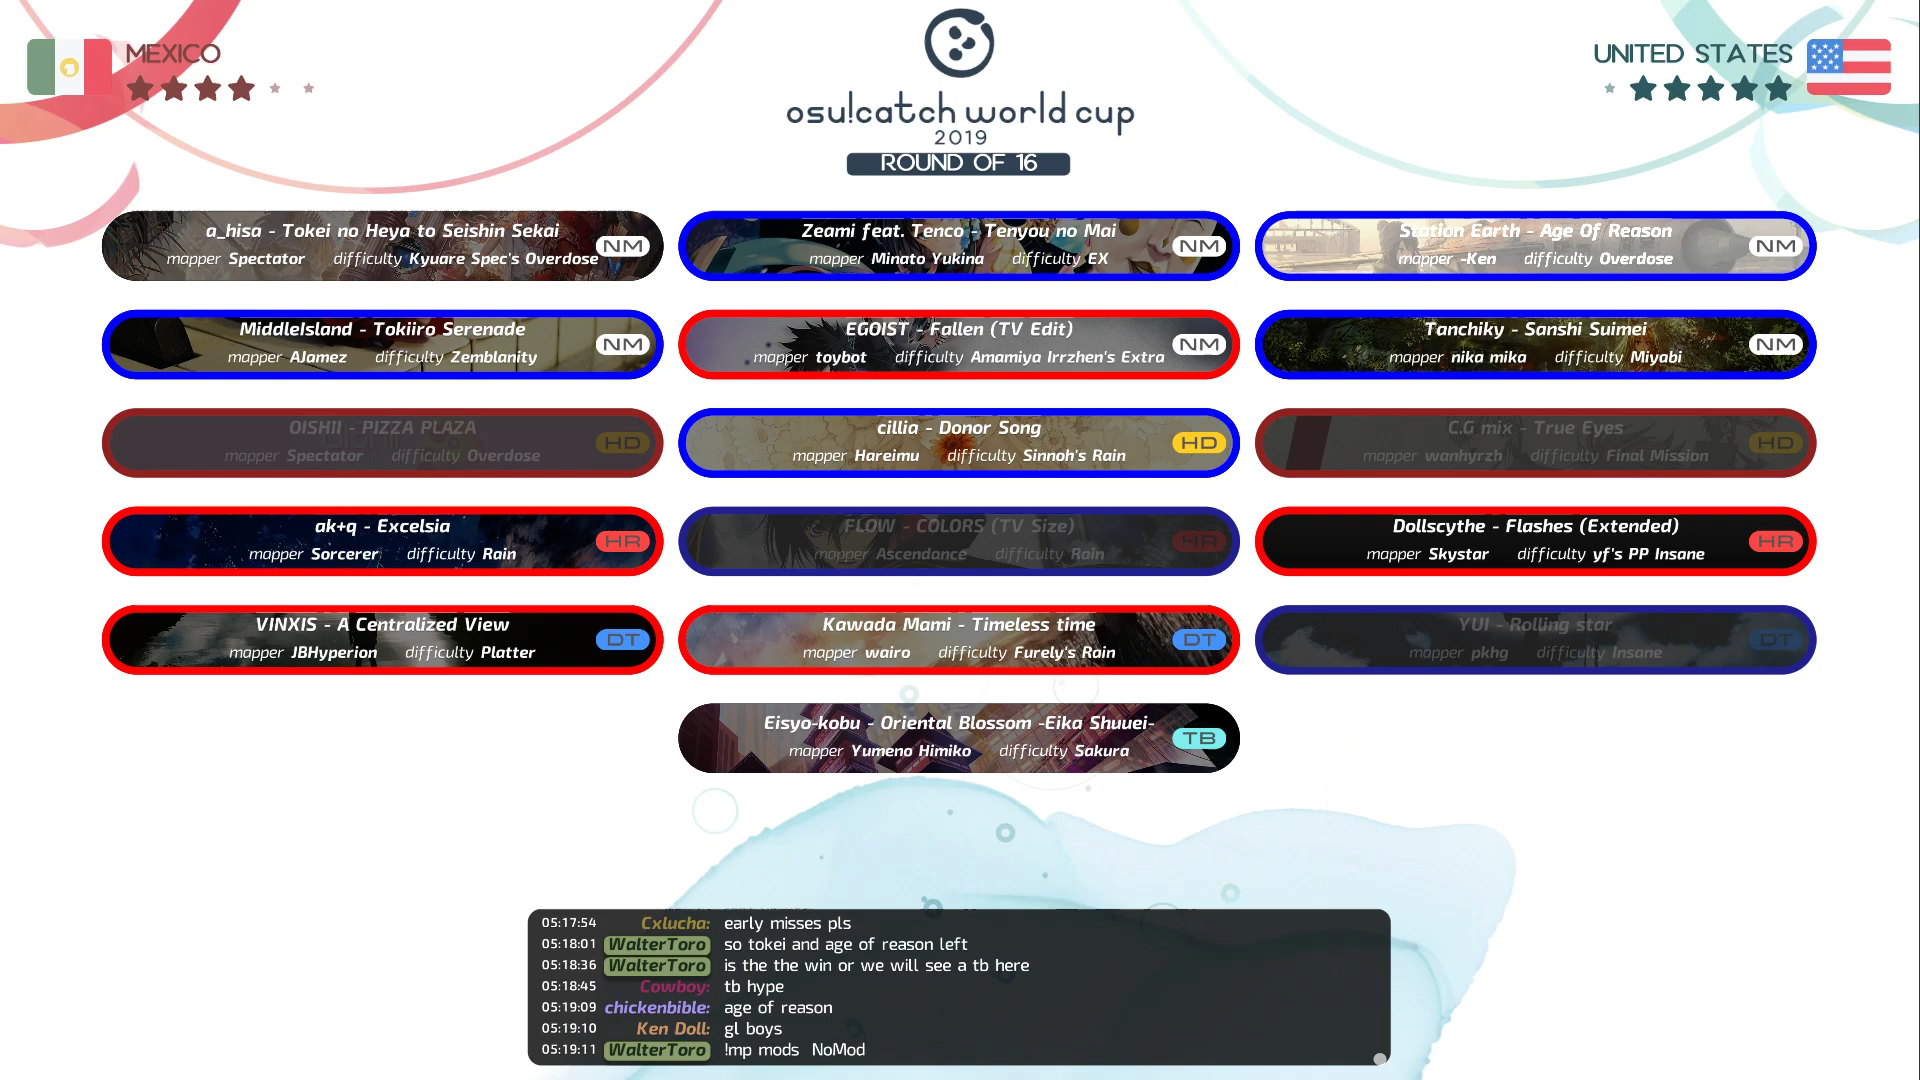 MEXICO
UNITED STATES
osu!catch world cup
2019
ROUND OF 16
a_hisa - Tokei no Heya to Seishin Sekai
mapper Spectator difficulty Kyuare Spec's Overdose
NM
Zeami feat. Tenco - Tenyou no Mai
mapper Minato Yukina difficulty EX
NM
Station Earth - Age Of Reason
mapper -Ken difficulty Overdose
NM
MiddleIsland - Tokiiro Serenade
mapper AJamez difficulty Zemblanity
NM
EGOIST - Fallen (TV Edit)
mapper toybot difficulty Amamiya Irrzhen's Extra
NM
Tanchiky - Sanshi Suimei
mapper nika mika difficulty Miyabi
NM
OISHII - PIZZA PLAZA
mapper Spectator difficulty Overdose
HD
cillia - Donor Song
mapper Hareimu difficulty Sinnoh's Rain
HD
C.G mix - True Eyes
mapper wanhyrzh difficulty Final Mission
HD
ak+q - Excelsia
mapper Sorcerer difficulty Rain
HR
FLOW - COLORS (TV Size)
mapper Ascendance difficulty Rain
HR
Dollscythe - Flashes (Extended)
mapper Skystar difficulty yf's PP Insane
HR
VINXIS - A Centralized View
mapper JBHyperion difficulty Platter
DT
Kawada Mami - Timeless time
mapper wairo difficulty Furely's Rain
DT
YUI - Rolling star
mapper pkhg difficulty Insane
DT
Eisyo-kobu - Oriental Blossom -Eika Shuuei-
mapper Yumeno Himiko difficulty Sakura
TB
05:17:54 Cxlucha: early misses pls
05:18:01 WalterToro so tokei and age of reason left
05:18:36 WalterToro is the the win or we will see a tb here
05:18:45 Cowboy: tb hype
05:19:09 chickenbible: age of reason
05:19:10 Ken Doll: gl boys
05:19:11 WalterToro !mp mods NoMod